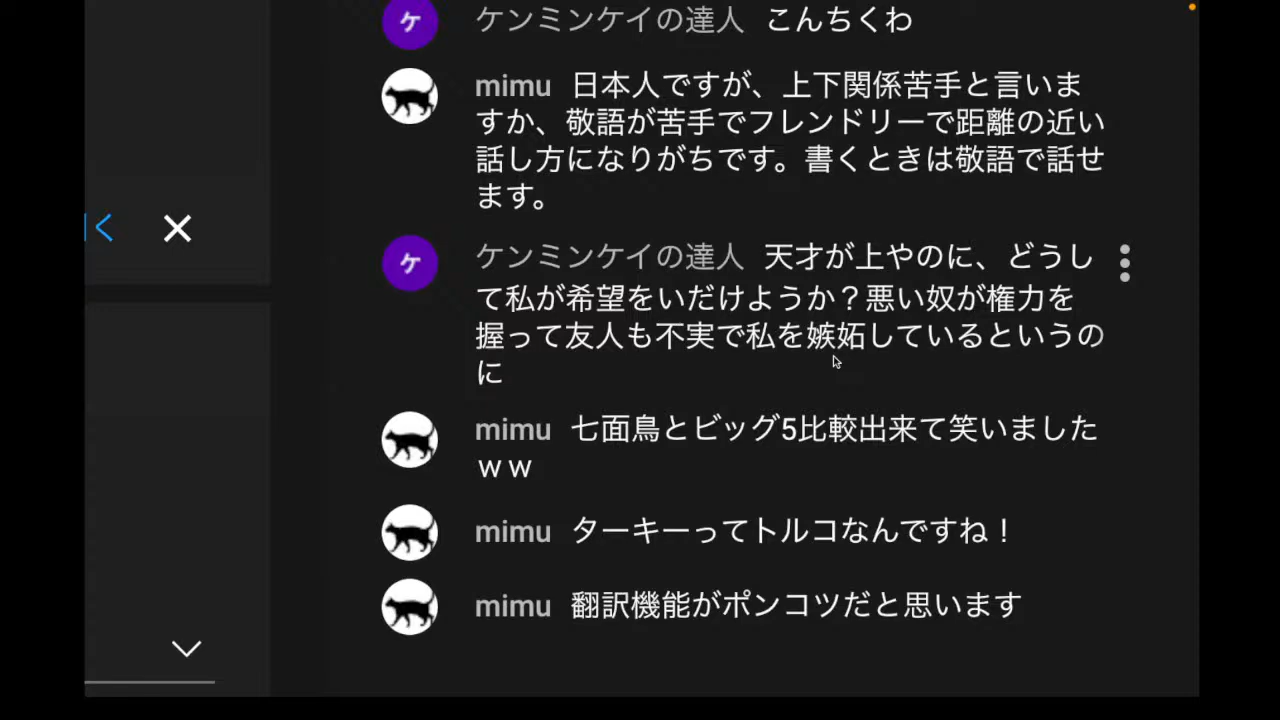 ケ ケンミンケイの達人 こんちくわ
mimu 日本人ですが、上下関係苦手と言いま
すか、敬語が苦手でフレンドリーで距離の近い
話し方になりがちです。書くときは敬語で話せ
ます。
ケ ケンミンケイの達人 天才が上やのに、どうし
て私が希望をいだけようか？悪い奴が権力を
握って友人も不実で私を嫉妬しているというの
に
mimu 七面鳥とビッグ5比較出来て笑いました
ｗｗ
mimu ターキーってトルコなんですね！
mimu 翻訳機能がポンコツだと思います